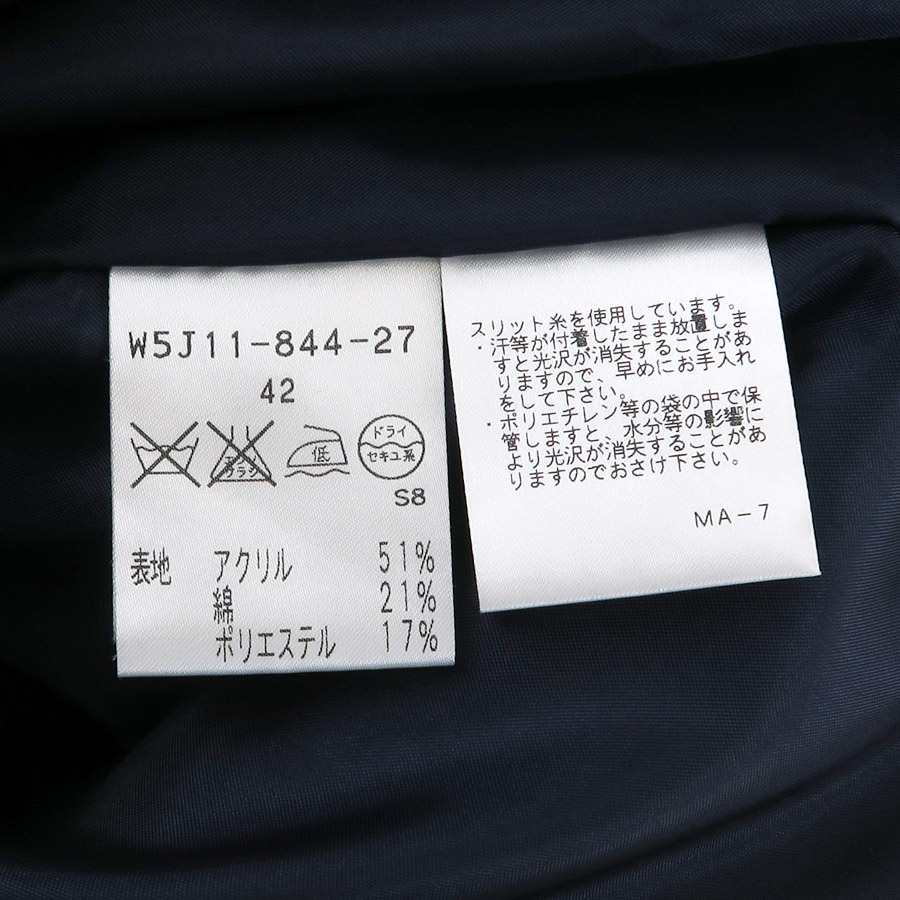 W5J11-844-27
42
低
ドライ
セキユ系
S8
表地 アクリル 51%
綿 21%
ポリエステル 17%
スリット糸を使用しています。
・汗等が付着したまま放置しま
すと光沢が消失することがあ
りますので、早めにお手入れ
をして下さい。
・ポリエチレン等の袋の中で保
管しますと、水分等の影響に
より光沢が消失することがあ
りますのでおさけ下さい。
MA-7